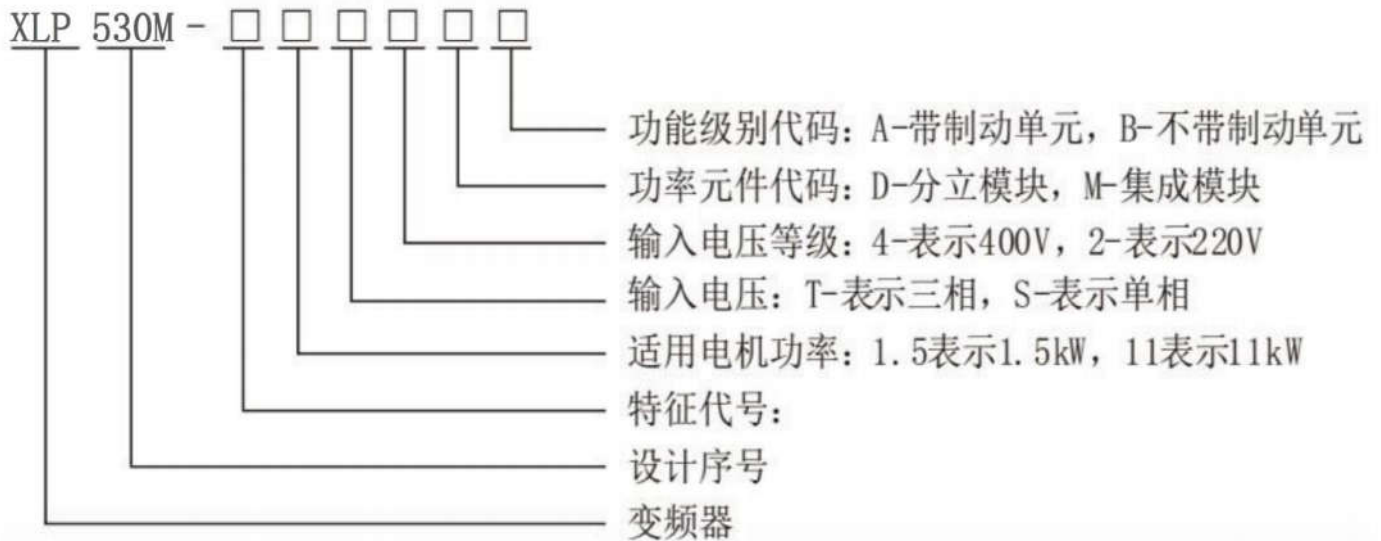 XLP 530M - □ □ □ □ □ □
功能级别代码：A-带制动单元，B-不带制动单元
功率元件代码：D-分立模块，M-集成模块
输入电压等级：4-表示400V，2-表示220V
输入电压：T-表示三相，S-表示单相
适用电机功率：1.5表示1.5kW，11表示11kW
特征代号：
设计序号
变频器